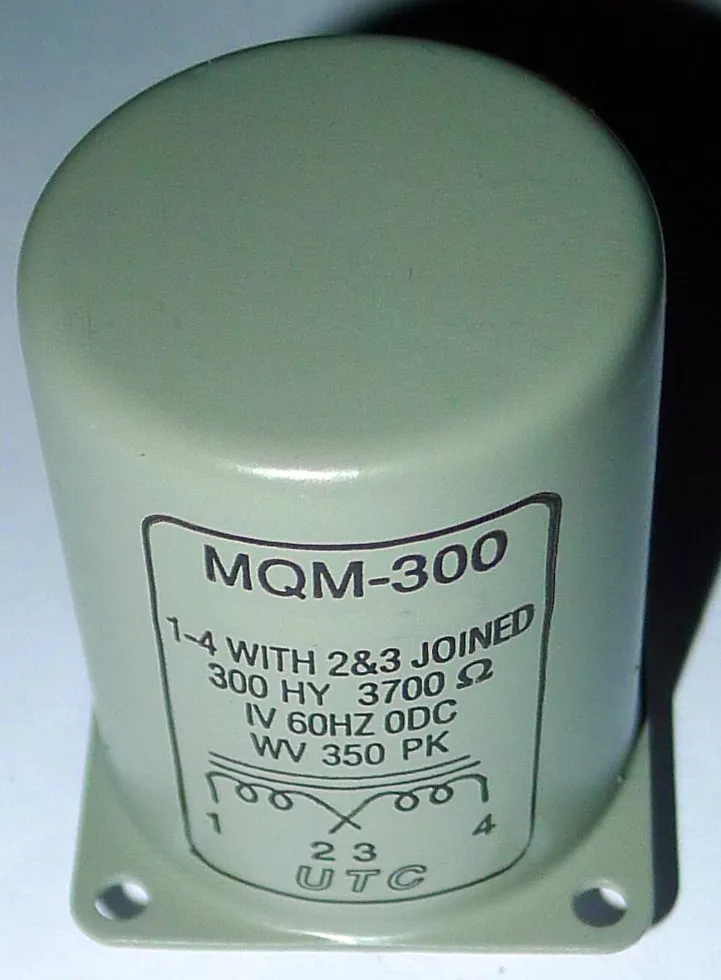 MQM-300
1-4 WITH 2&3 JOINED
300 HY 3700 Ω
IV 60HZ 0DC
WV 350 PK
1 4
2 3
UTC